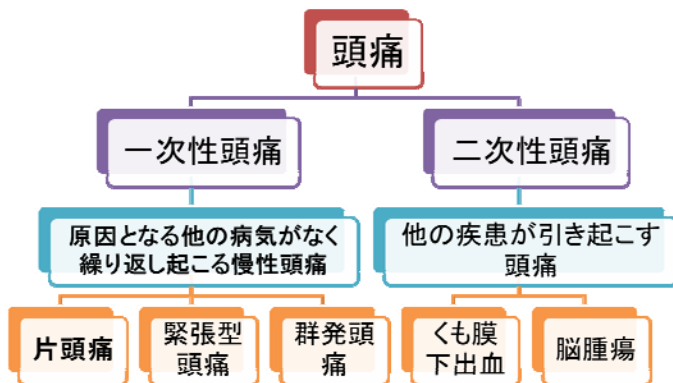 頭痛
一次性頭痛
二次性頭痛
原因となる他の病気がなく
繰り返し起こる慢性頭痛
他の疾患が引き起こす
頭痛
片頭痛
緊張型
頭痛
群発頭
痛
くも膜
下出血
脳腫瘍